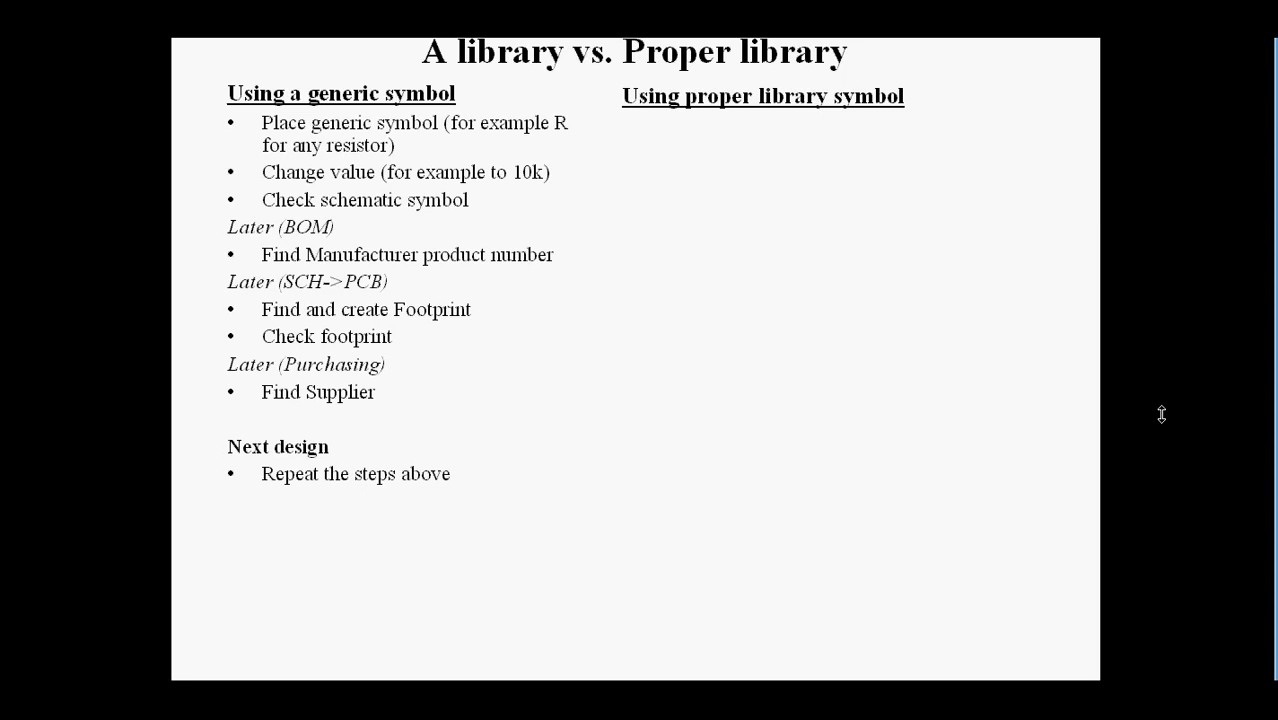 A library vs. Proper library
Using a generic symbol
• Place generic symbol (for example R
for any resistor)
• Change value (for example to 10k)
• Check schematic symbol
Later (BOM)
• Find Manufacturer product number
Later (SCH->PCB)
• Find and create Footprint
• Check footprint
Later (Purchasing)
• Find Supplier
Next design
• Repeat the steps above
Using proper library symbol